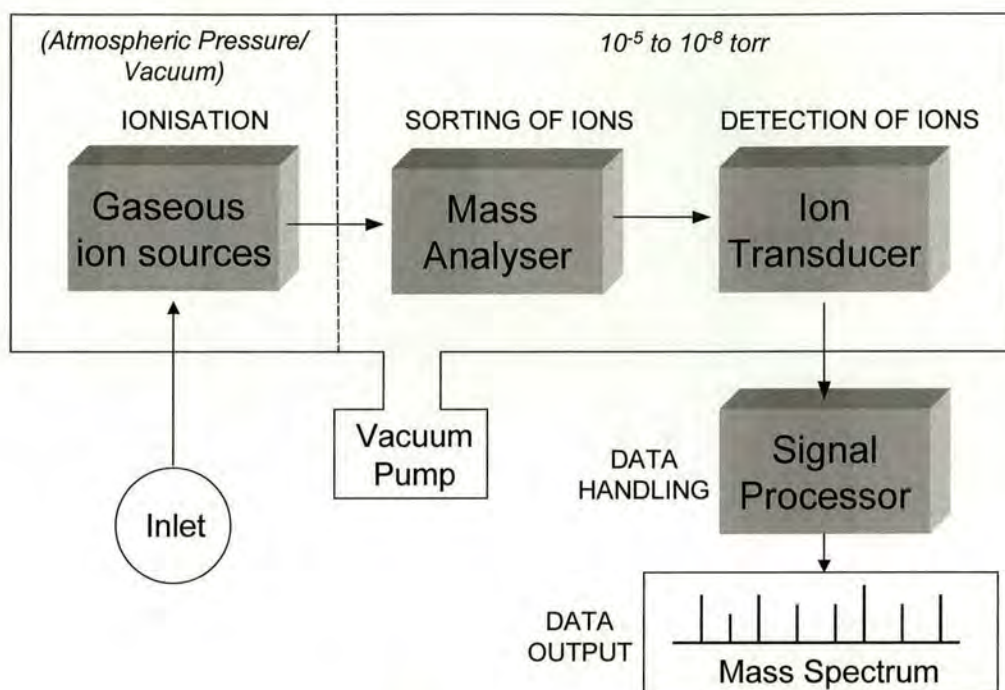 (Atmospheric Pressure/
Vacuum)
10-5 to 10-8 torr
IONISATION
SORTING OF IONS
DETECTION OF IONS
Gaseous
ion sources
Mass
Analyser
Ion
Transducer
Vacuum
Pump
Inlet
DATA
HANDLING
Signal
Processor
DATA
OUTPUT
Mass Spectrum